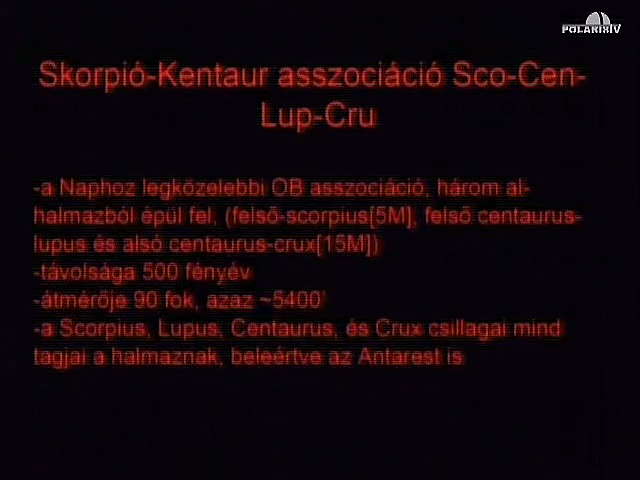 POLARIXTV
Skorpió-Kentaur asszociáció Sco-Cen-
Lup-Cru
-a Naphoz legközelebbi OB asszociáció, három al-
halmazból épül fel, (felső-scorpius[5M], felső centaurus-
lupus és alsó centaurus-crux[15M])
-távolsága 500 fényév
-átmérője 90 fok, azaz ~5400'
-a Scorpius, Lupus, Centaurus, és Crux csillagai mind
tagjai a halmaznak, beleértve az Antarest is